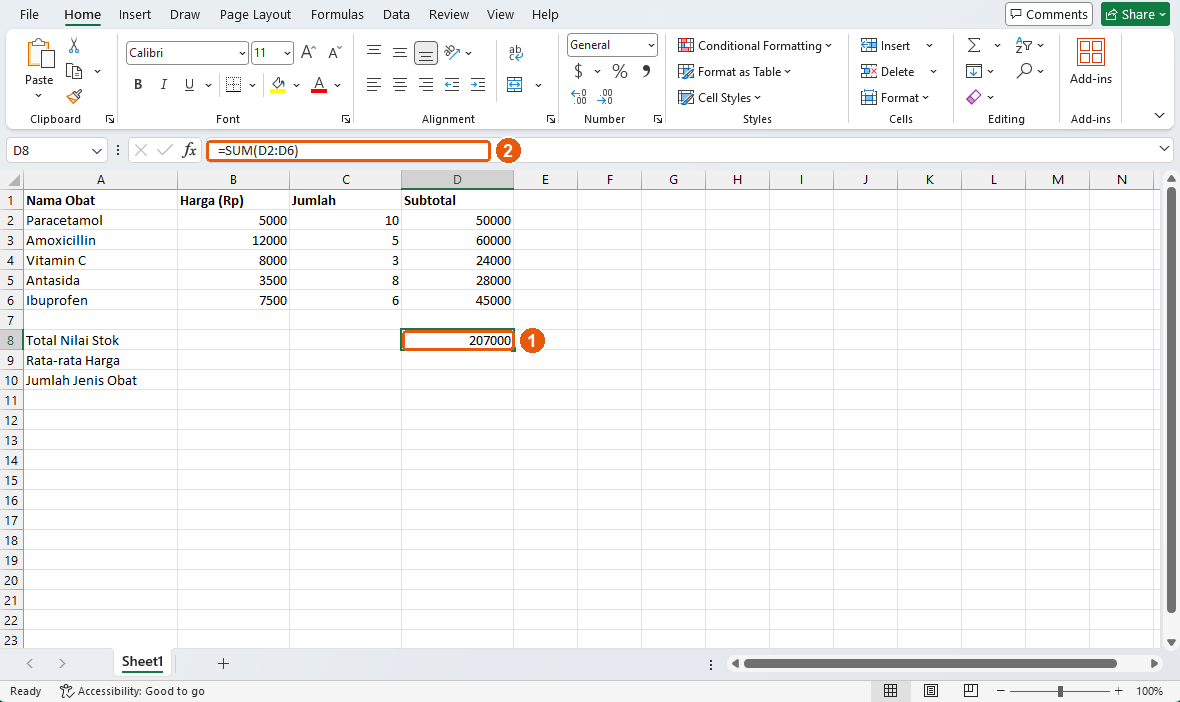 File Home Insert Draw Page Layout Formulas Data Review View Help Comments Share
Calibri 11 General Conditional Formatting Insert
Paste B I U $ % Format as Table Delete Add-ins
Cell Styles Format
Clipboard Font Alignment Number Styles Cells Editing Add-ins
D8 fx =SUM(D2:D6) 2
A B C D E F G H I J K L M N
1 Nama Obat Harga (Rp) Jumlah Subtotal
2 Paracetamol 5000 10 50000
3 Amoxicillin 12000 5 60000
4 Vitamin C 8000 3 24000
5 Antasida 3500 8 28000
6 Ibuprofen 7500 6 45000
7
8 Total Nilai Stok 207000 1
9 Rata-rata Harga
10 Jumlah Jenis Obat
11
12
13
14
15
16
17
18
19
20
21
22
23
Sheet1
Ready Accessibility: Good to go 100%